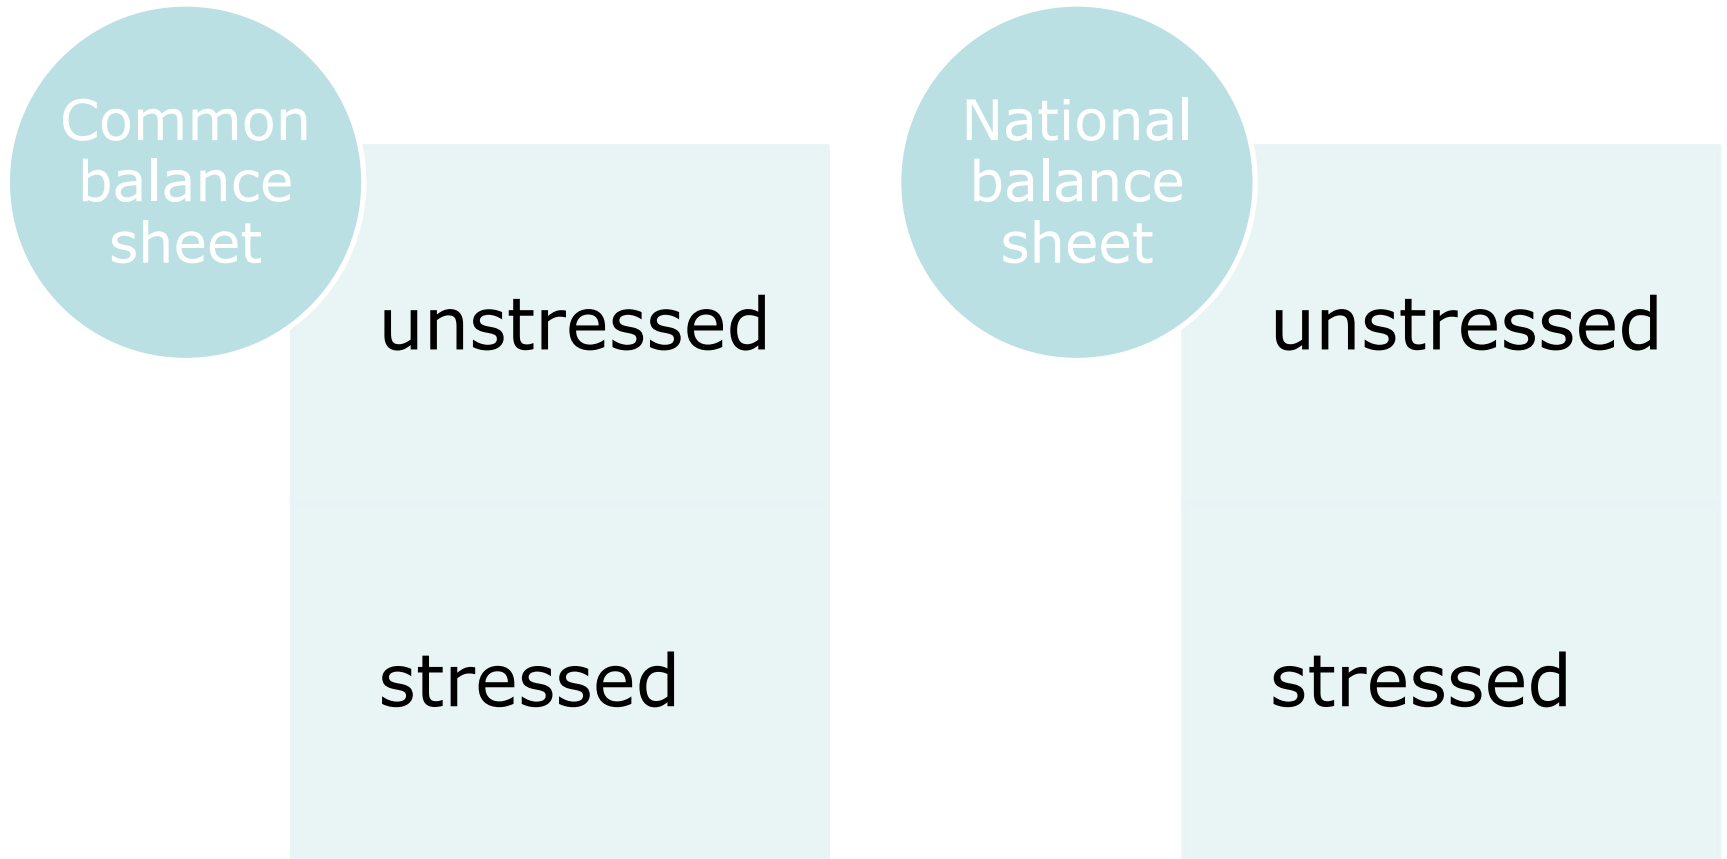 Common
balance
sheet
unstressed
stressed
National
balance
sheet
unstressed
stressed